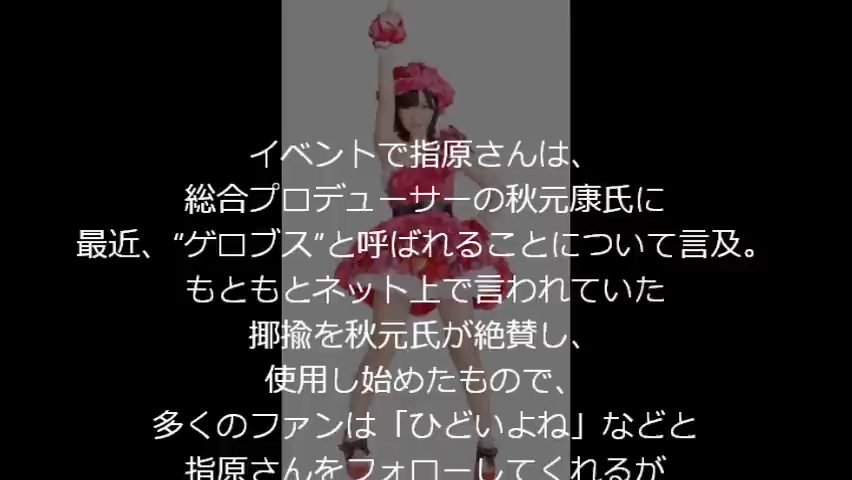 イベントで指原さんは、
総合プロデューサーの秋元康氏に
最近、“ゲロブス”と呼ばれることについて言及。
もともとネット上で言われていた
揶揄を秋元氏が絶賛し、
使用し始めたもので、
多くのファンは「ひどいよね」などと
指原さんをフォローしてくれるが